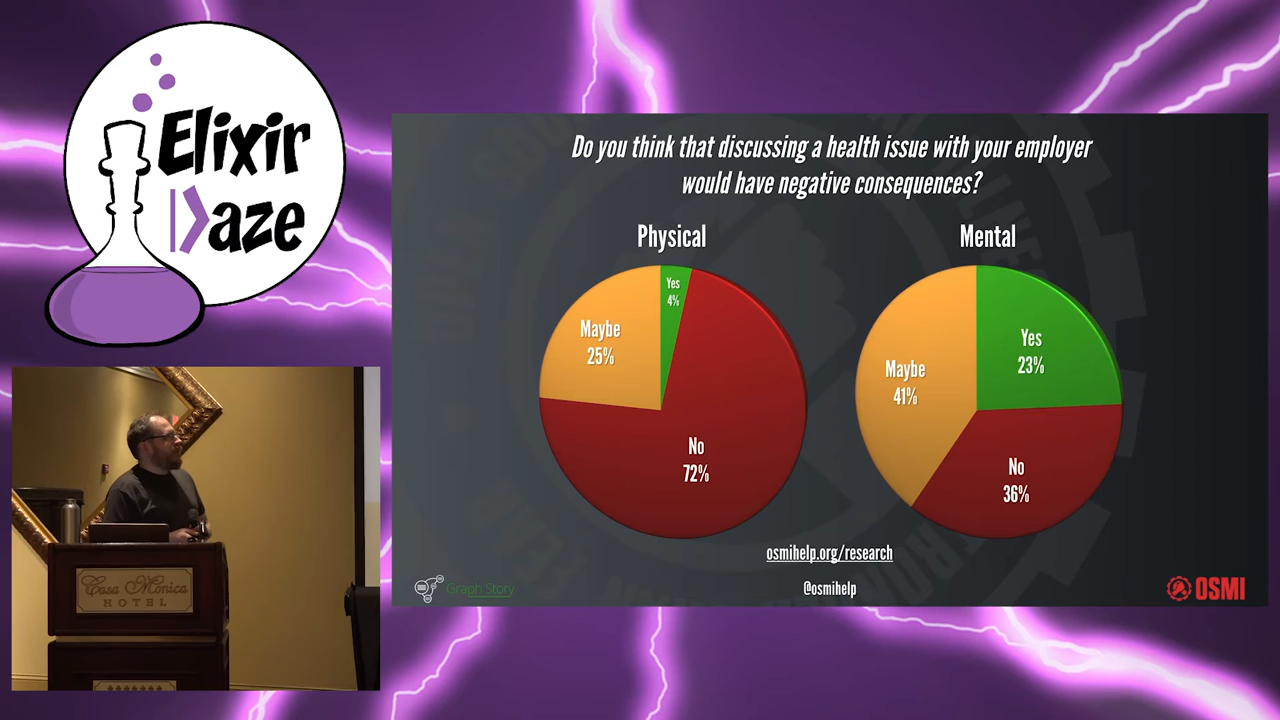 Elixir
|>aze
Do you think that discussing a health issue with your employer
would have negative consequences?
Physical
Yes
4%
Maybe
25%
No
72%
Mental
Yes
23%
Maybe
41%
No
36%
osmihelp.org/research
@osmihelp
Graph Story
OSMI
Casa Monica
HOTEL